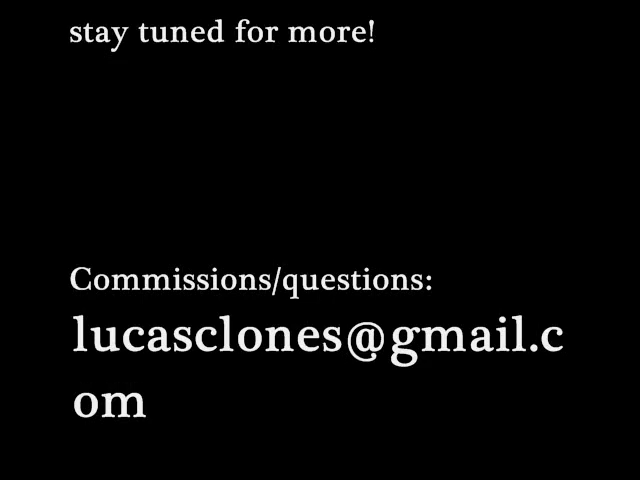 stay tuned for more!
Commissions/questions:
lucasclones@gmail.c
om